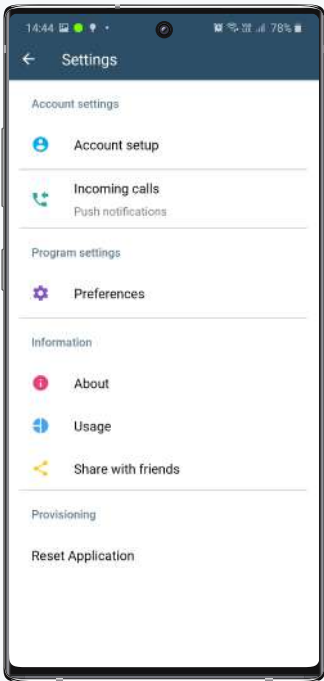 14:44 78%
Settings
Account settings
Account setup
Incoming calls
Push notifications
Program settings
Preferences
Information
About
Usage
Share with friends
Provisioning
Reset Application